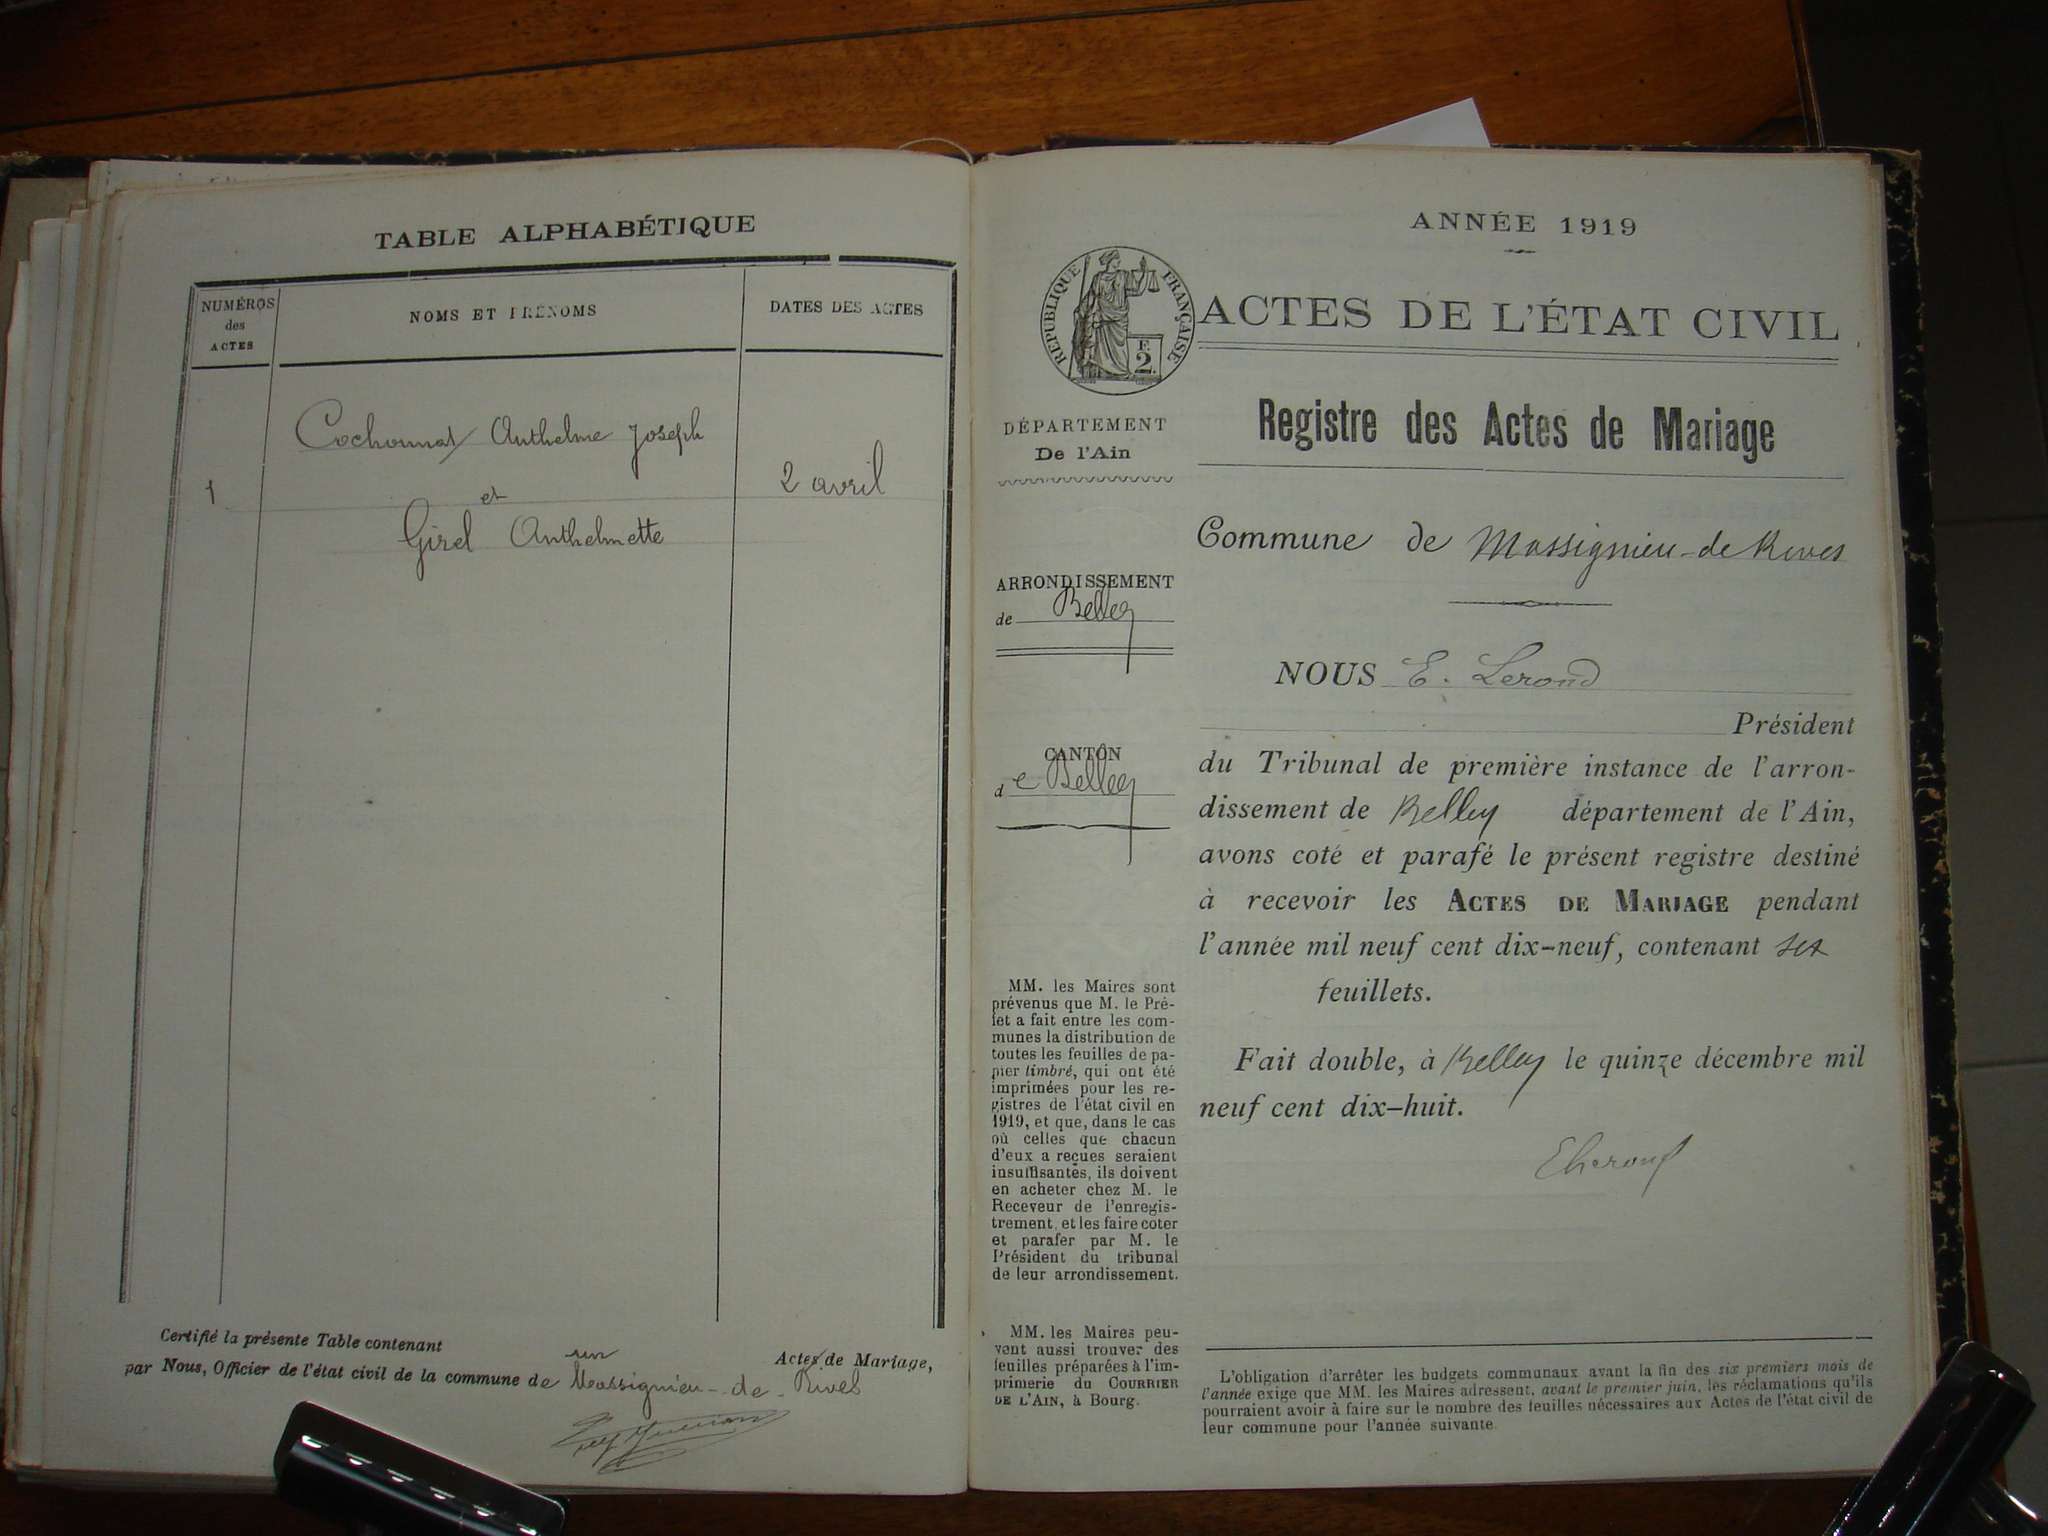 TABLE ALPHABÉTIQUE
NUMÉROS
des
ACTES
NOMS ET PRÉNOMS
DATES DES ACTES
Cochonnat Anthelme Joseph
1
et
2 avril
Girel Anthelmette
Certifié la présente Table contenant un Actes de Mariage,
par Nous, Officier de l'état civil de la commune de Massignieu-de-Rives
ANNÉE 1919
RÉPUBLIQUE FRANÇAISE
F.
2.
ACTES DE L'ÉTAT CIVIL
Registre des Actes de Mariage
DÉPARTEMENT
De l'Ain
Commune de Massignieu-de Rives
ARRONDISSEMENT
de Belley
CANTON
de Belley
MM. les Maires sont
prévenus que M. le Pré-
fet a fait entre les com-
munes la distribution de
toutes les feuilles de pa-
pier timbré, qui ont été
imprimées pour les re-
gistres de l'état civil en
1919, et que, dans le cas
où celles que chacun
d'eux a reçues seraient
insuffisantes, ils doivent
en acheter chez M. le
Receveur de l'enregis-
trement, et les faire coter
et parafer par M. le
Président du tribunal
de leur arrondissement.
MM. les Maires peu-
vent aussi trouver des
feuilles préparées à l'im-
primerie du COURRIER
DE L'AIN, à Bourg.
NOUS E. Lerond
Président
du Tribunal de première instance de l'arron-
dissement de Belley département de l'Ain,
avons coté et parafé le présent registre destiné
à recevoir les ACTES DE MARIAGE pendant
l'année mil neuf cent dix-neuf, contenant six
feuillets.
Fait double, à Belley le quinze décembre mil
neuf cent dix-huit.
ELerond
L'obligation d'arrêter les budgets communaux avant la fin des six premiers mois de
l'année exige que MM. les Maires adressent, avant le premier juin, les réclamations qu'ils
pourraient avoir à faire sur le nombre des feuilles nécessaires aux Actes de l'état civil de
leur commune pour l'année suivante.